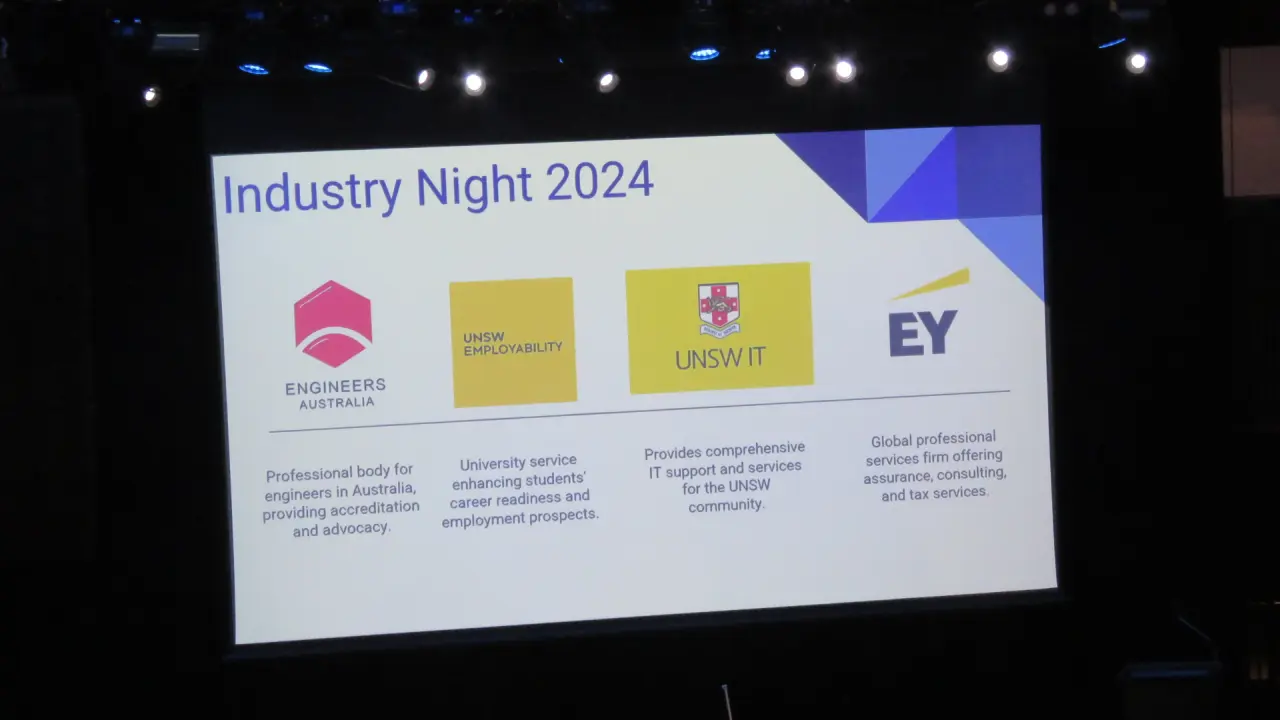 Industry Night 2024
ENGINEERS
AUSTRALIA
UNSW
EMPLOYABILITY
UNSW IT
EY
Professional body for
engineers in Australia,
providing accreditation
and advocacy.
University service
enhancing students'
career readiness and
employment prospects.
Provides comprehensive
IT support and services
for the UNSW
community.
Global professional
services firm offering
assurance, consulting,
and tax services.